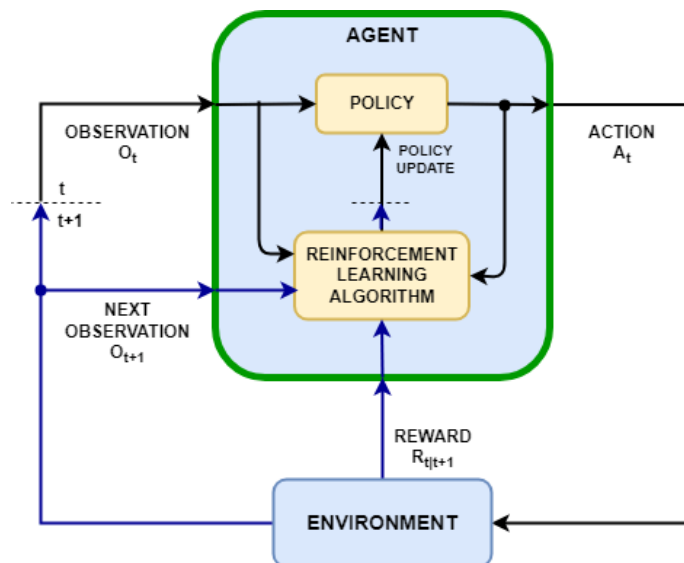 AGENT
POLICY
OBSERVATION
Oₜ
ACTION
Aₜ
POLICY
UPDATE
t
t+1
REINFORCEMENT
LEARNING
ALGORITHM
NEXT
OBSERVATION
Oₜ₊₁
REWARD
Rₜ|ₜ₊₁
ENVIRONMENT